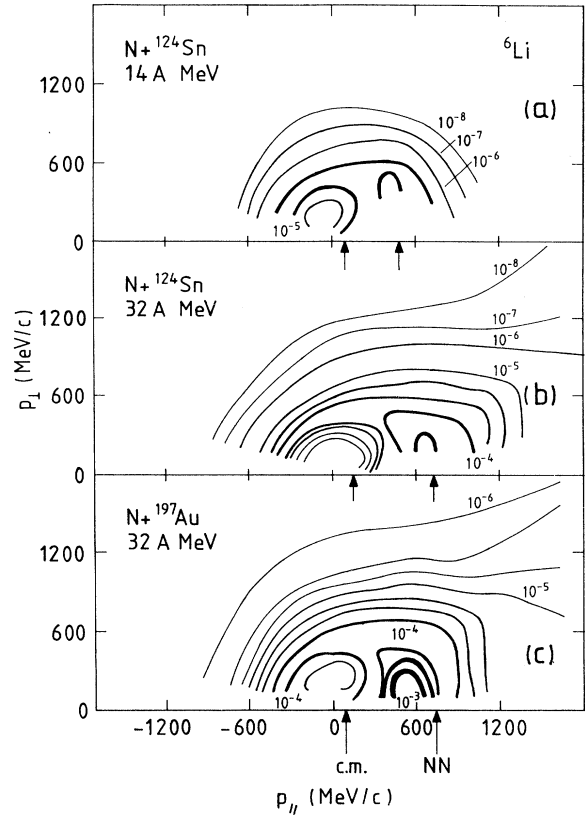 N+¹²⁴Sn
14 A MeV
⁶Li
(a)
10⁻⁸
10⁻⁷
10⁻⁶
10⁻⁵
1200
600
0
N+¹²⁴Sn
32 A MeV
10⁻⁸
10⁻⁷
10⁻⁶
10⁻⁵
(b)
10⁻⁴
1200
600
0
p⊥ (MeV/c)
N+¹⁹⁷Au
32 A MeV
10⁻⁶
10⁻⁵
10⁻⁴
(c)
10⁻⁴
10⁻³
1200
600
0
-1200 -600 0 600 1200
c.m. NN
p// (MeV/c)